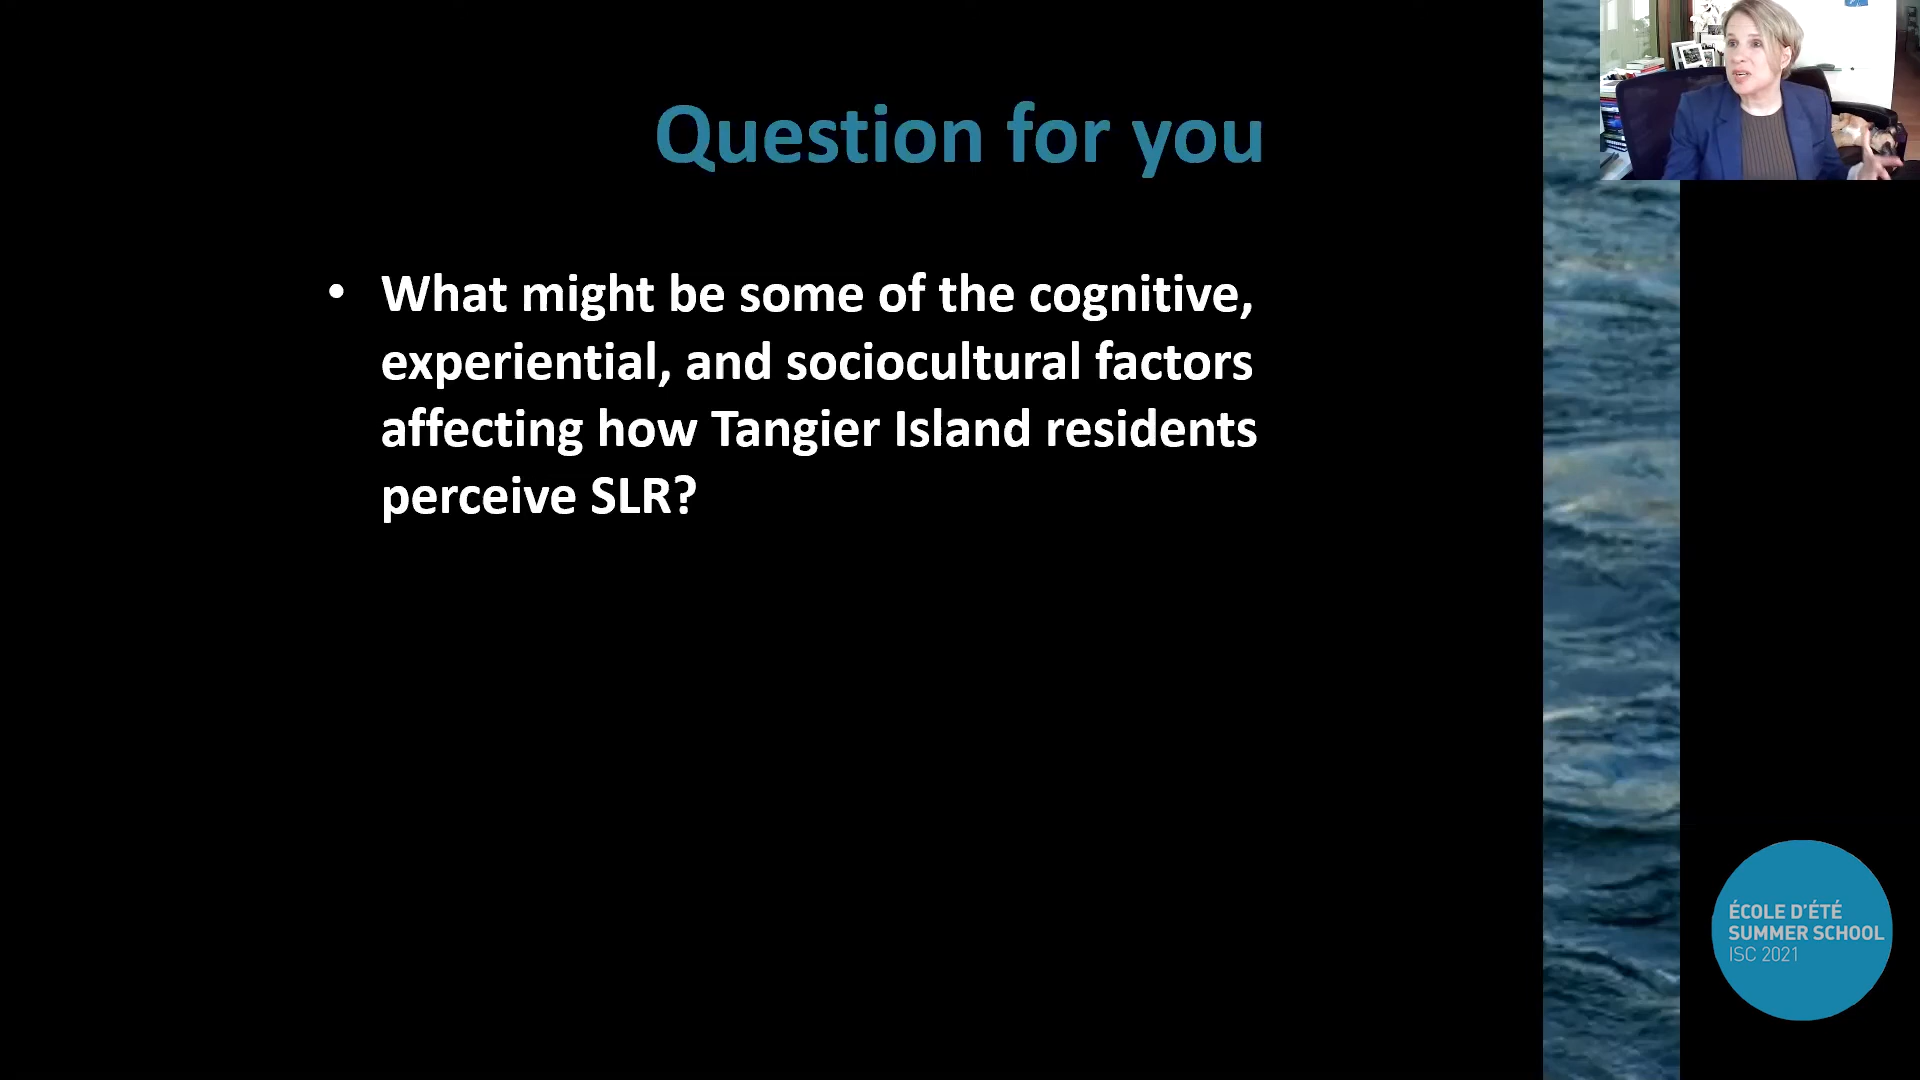 Question for you
• What might be some of the cognitive,
experiential, and sociocultural factors
affecting how Tangier Island residents
perceive SLR?
ÉCOLE D'ÉTÉ
SUMMER SCHOOL
ISC 2021